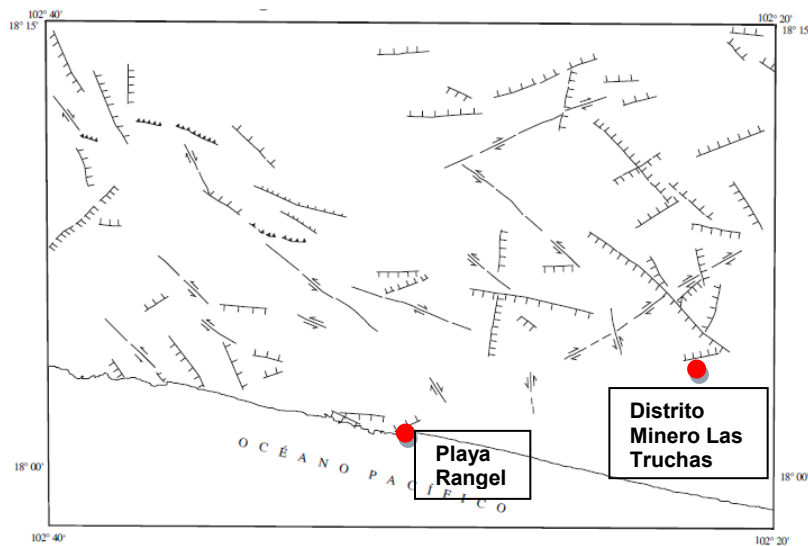 102° 40'
102° 20'
18° 15'
18° 15'
Distrito
Minero Las
Truchas
Playa
Rangel
OCÉANO PACÍFICO
18° 00'
18° 00'
102° 40'
102° 20'